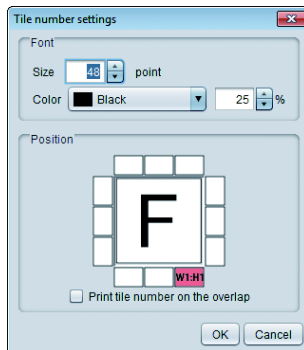 Tile number settings
Font
Size 48 point
Color Black 25 %
Position
F
W1:H1
Print tile number on the overlap
OK Cancel